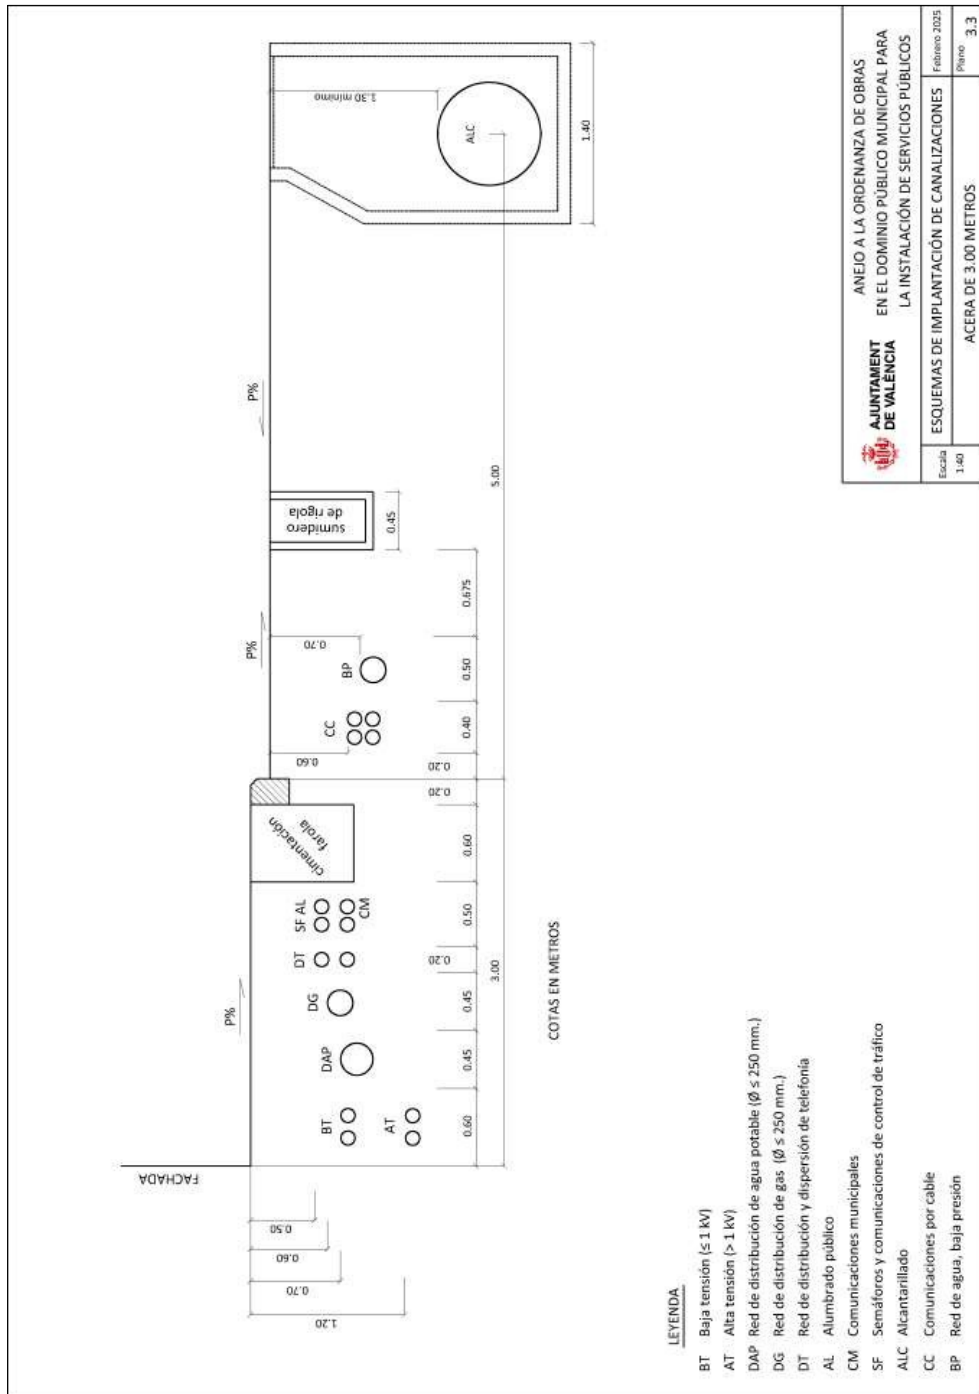 FACHADA
P%
P%
P%
BT
AT
DAP
DG
DT
SF AL
CM
cimentación
farola
CC
BP
sumidero
de rigola
ALC
1.30 mínimo
0.50
0.60
0.70
1.20
0.60
0.70
0.45
1.40
0.60
0.45
0.45
0.20
0.50
0.60
0.20
0.20
0.40
0.50
0.675
3.00
5.00
COTAS EN METROS
LEYENDA
BT Baja tensión (≤ 1 kV)
AT Alta tensión (> 1 kV)
DAP Red de distribución de agua potable (Ø ≤ 250 mm.)
DG Red de distribución de gas (Ø ≤ 250 mm.)
DT Red de distribución y dispersión de telefonía
AL Alumbrado público
CM Comunicaciones municipales
SF Semáforos y comunicaciones de control de tráfico
ALC Alcantarillado
CC Comunicaciones por cable
BP Red de agua, baja presión
AJUNTAMENT
DE VALÈNCIA
ANEJO A LA ORDENANZA DE OBRAS
EN EL DOMINIO PÚBLICO MUNICIPAL PARA
LA INSTALACIÓN DE SERVICIOS PÚBLICOS
Escala
1:40
ESQUEMAS DE IMPLANTACIÓN DE CANALIZACIONES
Febrero 2025
ACERA DE 3.00 METROS
Plano
3.3